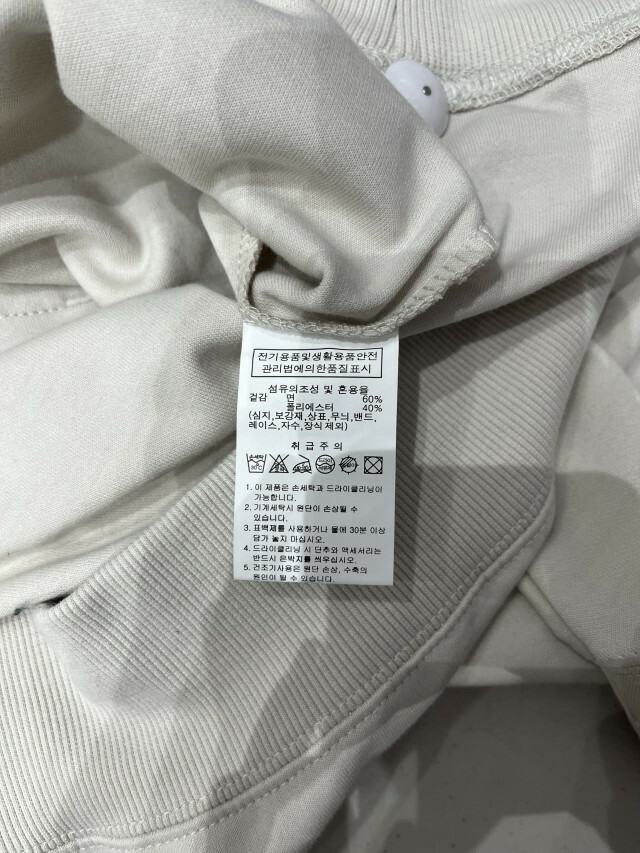 전기용품및생활용품안전
관리법에의한품질표시
섬유의조성 및 혼용율
겉감 면 60%
폴리에스터 40%
(심지,보강재,상표,무늬,밴드,
레이스,자수,장식 제외)
취급주의
1. 이 제품은 손세탁과 드라이클리닝이
가능합니다.
2. 기계세탁시 원단이 손상될 수
있습니다.
3. 표백제를 사용하거나 물에 30분 이상
담가 놓지 마십시오.
4. 드라이클리닝 시 단추와 액세서리는
반드시 은박지를 씌우십시오.
5. 건조기사용은 원단 손상, 수축의
원인이 될 수 있습니다.